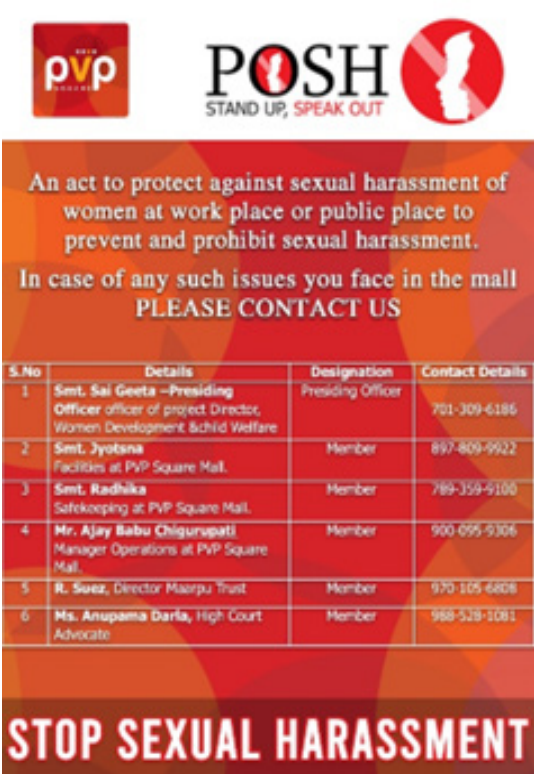 pvp
SQUARE
POSH
STAND UP, SPEAK OUT
An act to protect against sexual harassment of
women at work place or public place to
prevent and prohibit sexual harassment.
In case of any such issues you face in the mall
PLEASE CONTACT US
S.No Details Designation Contact Details
1 Smt. Sai Geeta –Presiding Presiding Officer
Officer officer of project Director, 701-309-6186
Women Development &child Welfare
2 Smt. Jyotsna Member 897-809-9922
Facilities at PVP Square Mall.
3 Smt. Radhika Member 789-359-9100
Safekeeping at PVP Square Mall.
4 Mr. Ajay Babu Chigurupati Member 900-095-9306
Manager Operations at PVP Square
Mall.
5 R. Suez, Director Maarpu Trust Member 970-105-6808
6 Ms. Anupama Darla, High Court Member 988-528-1081
Advocate
STOP SEXUAL HARASSMENT